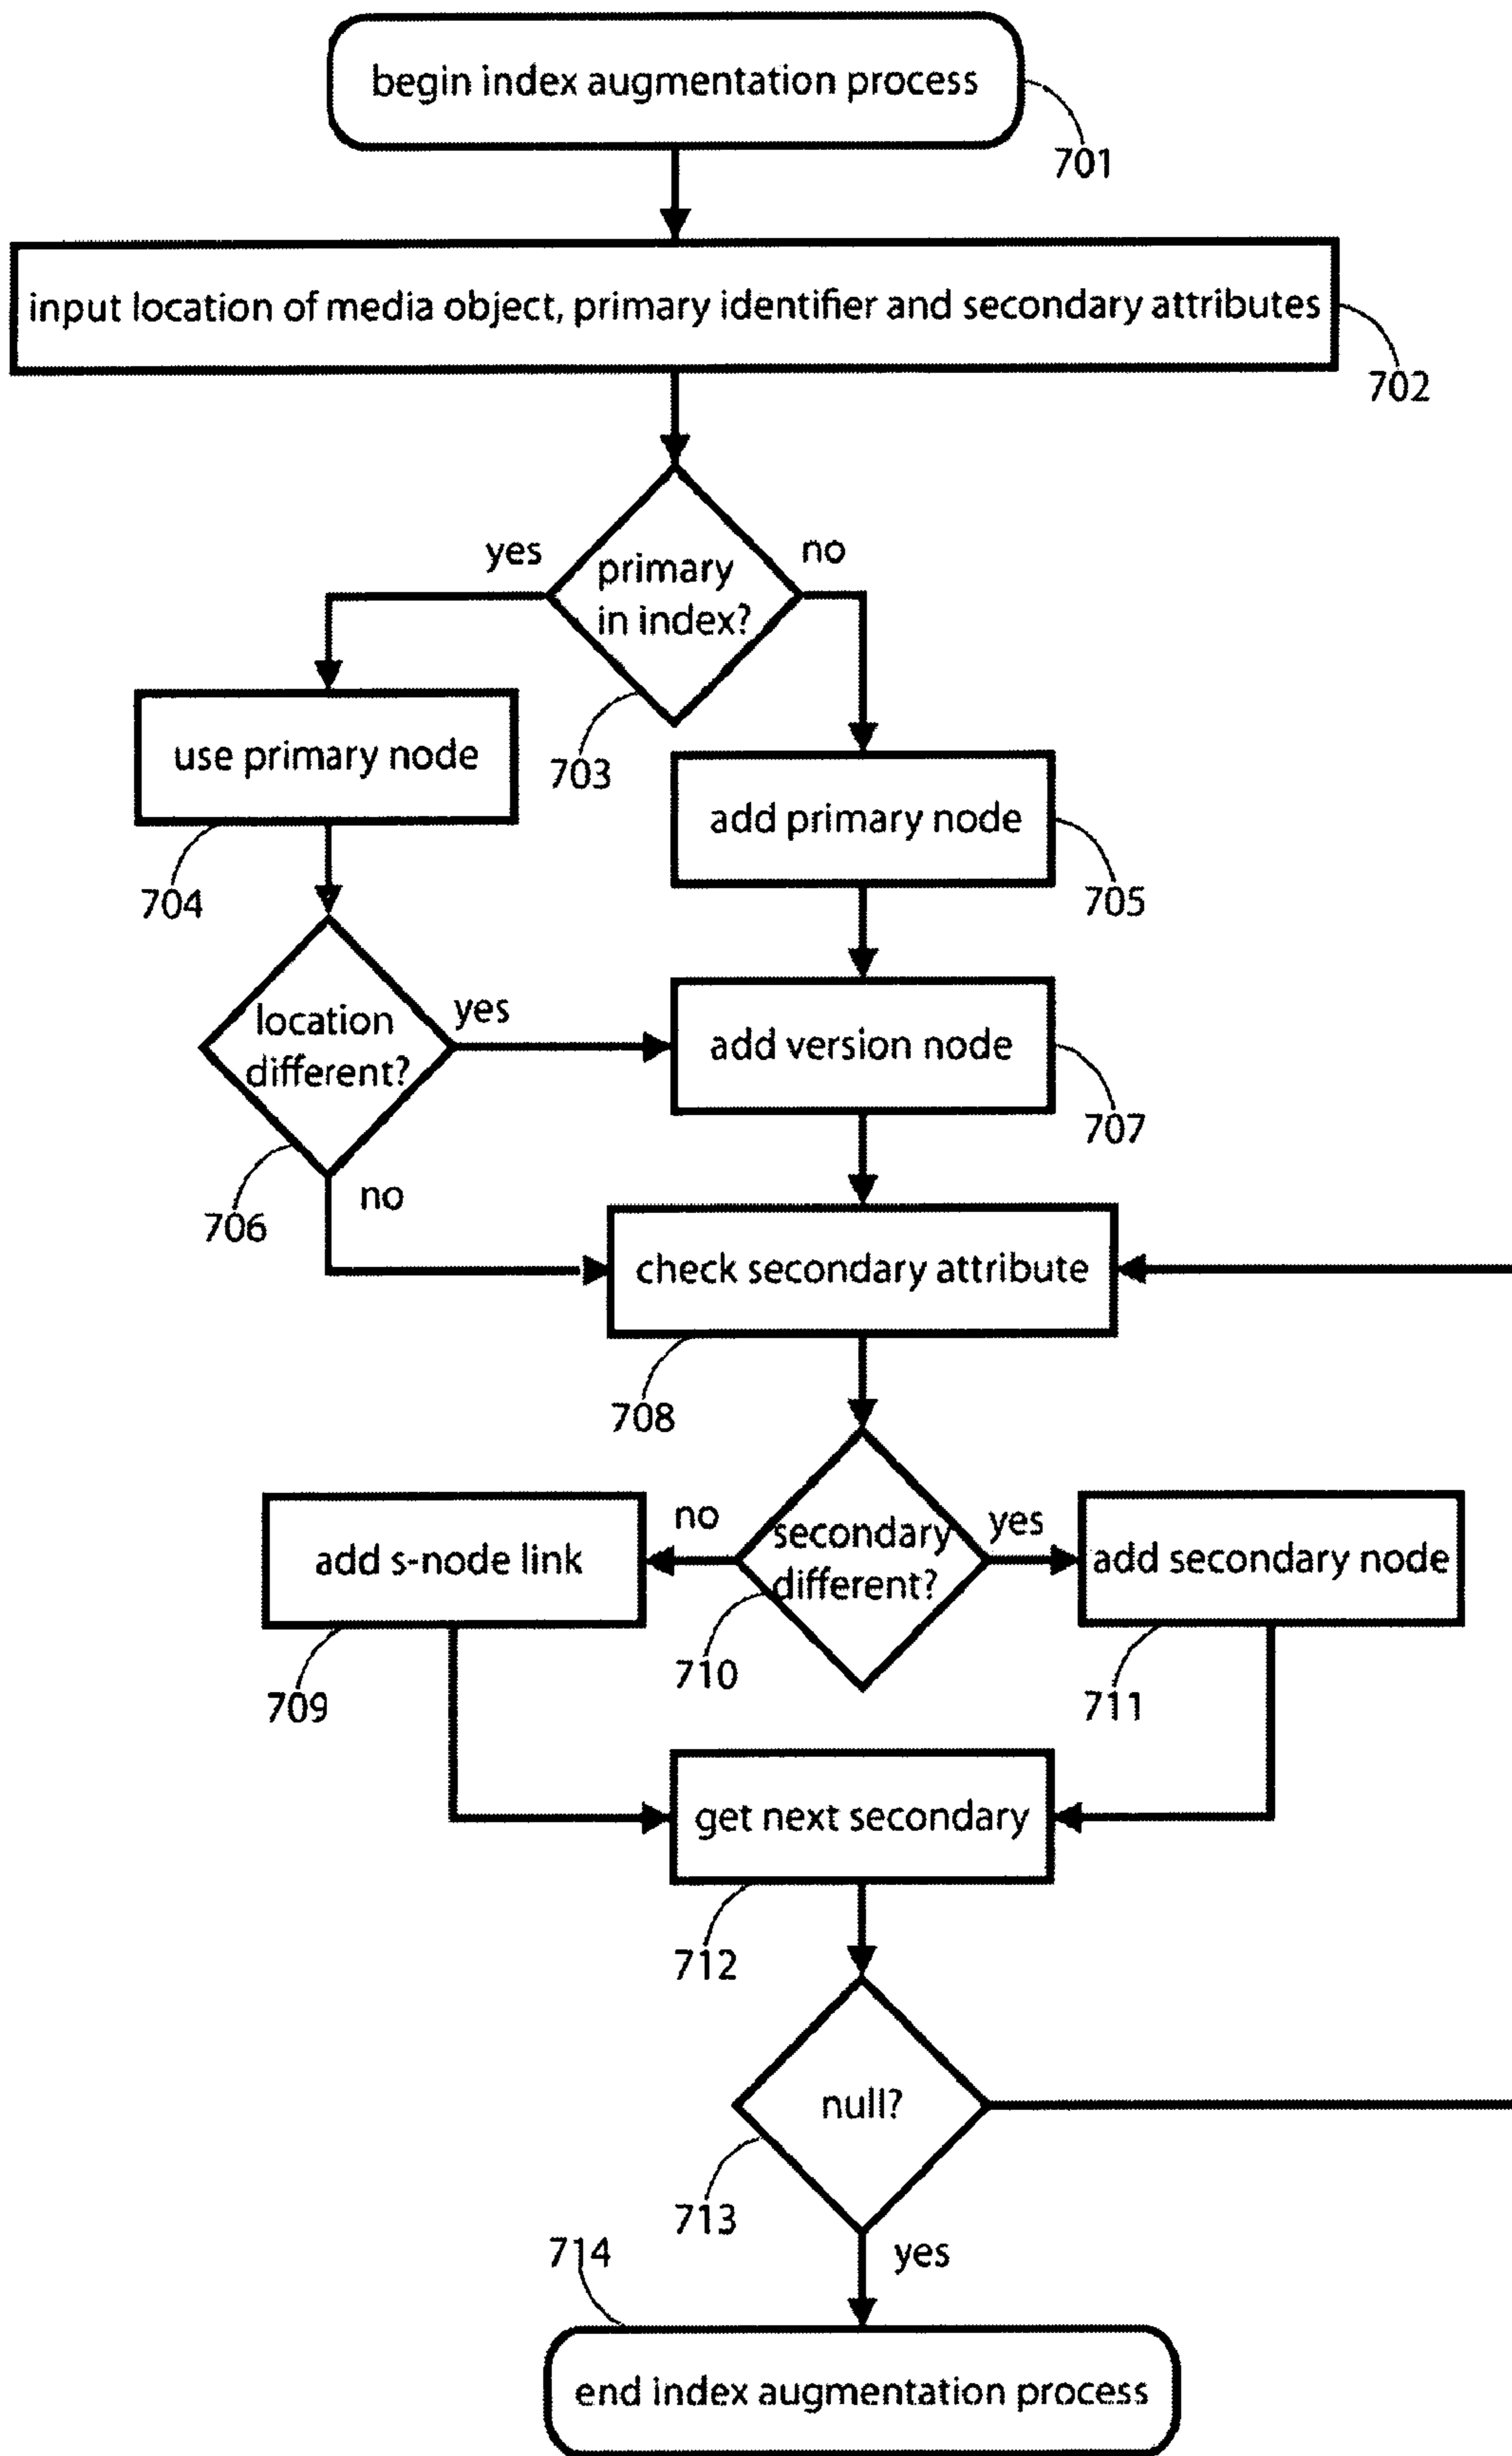 begin index augmentation process
701
input location of media object, primary identifier and secondary attributes
702
yes
no
primary
in index?
703
use primary node
704
add primary node
705
location
different?
yes
706
no
add version node
707
check secondary attribute
708
no
secondary
different?
yes
710
add s-node link
709
add secondary node
711
get next secondary
712
null?
713
yes
714
end index augmentation process